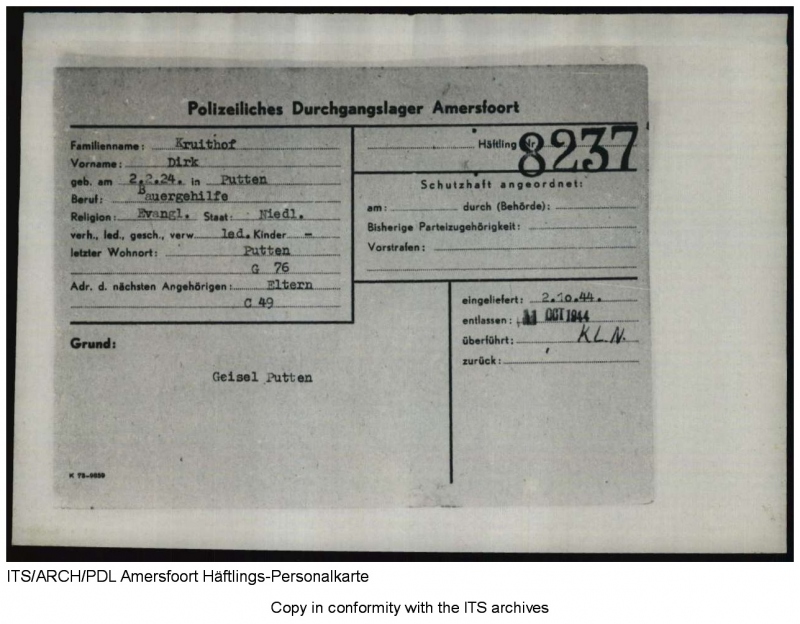 Polizeiliches Durchgangslager Amersfoort
Familienname: Kruithof
Vorname: Dirk
geb. am 2.2.24. in Putten
Beruf: Bauergehilfe
Religion: Evangl. Staat: Niedl.
verh., led., gesch., verw led. Kinder -
letzter Wohnort: Putten
G 76
Adr. d. nächsten Angehörigen: Eltern
C 49
Häftling Nr. 8237
Schutzhaft angeordnet:
am: durch (Behörde):
Bisherige Parteizugehörigkeit:
Vorstrafen:
Grund:
Geisel Putten
eingeliefert: 2.10.44.
entlassen: 11 OCT 1944
überführt: K.L.N.
zurück:
K 72-9639
ITS/ARCH/PDL Amersfoort Häftlings-Personalkarte
Copy in conformity with the ITS archives